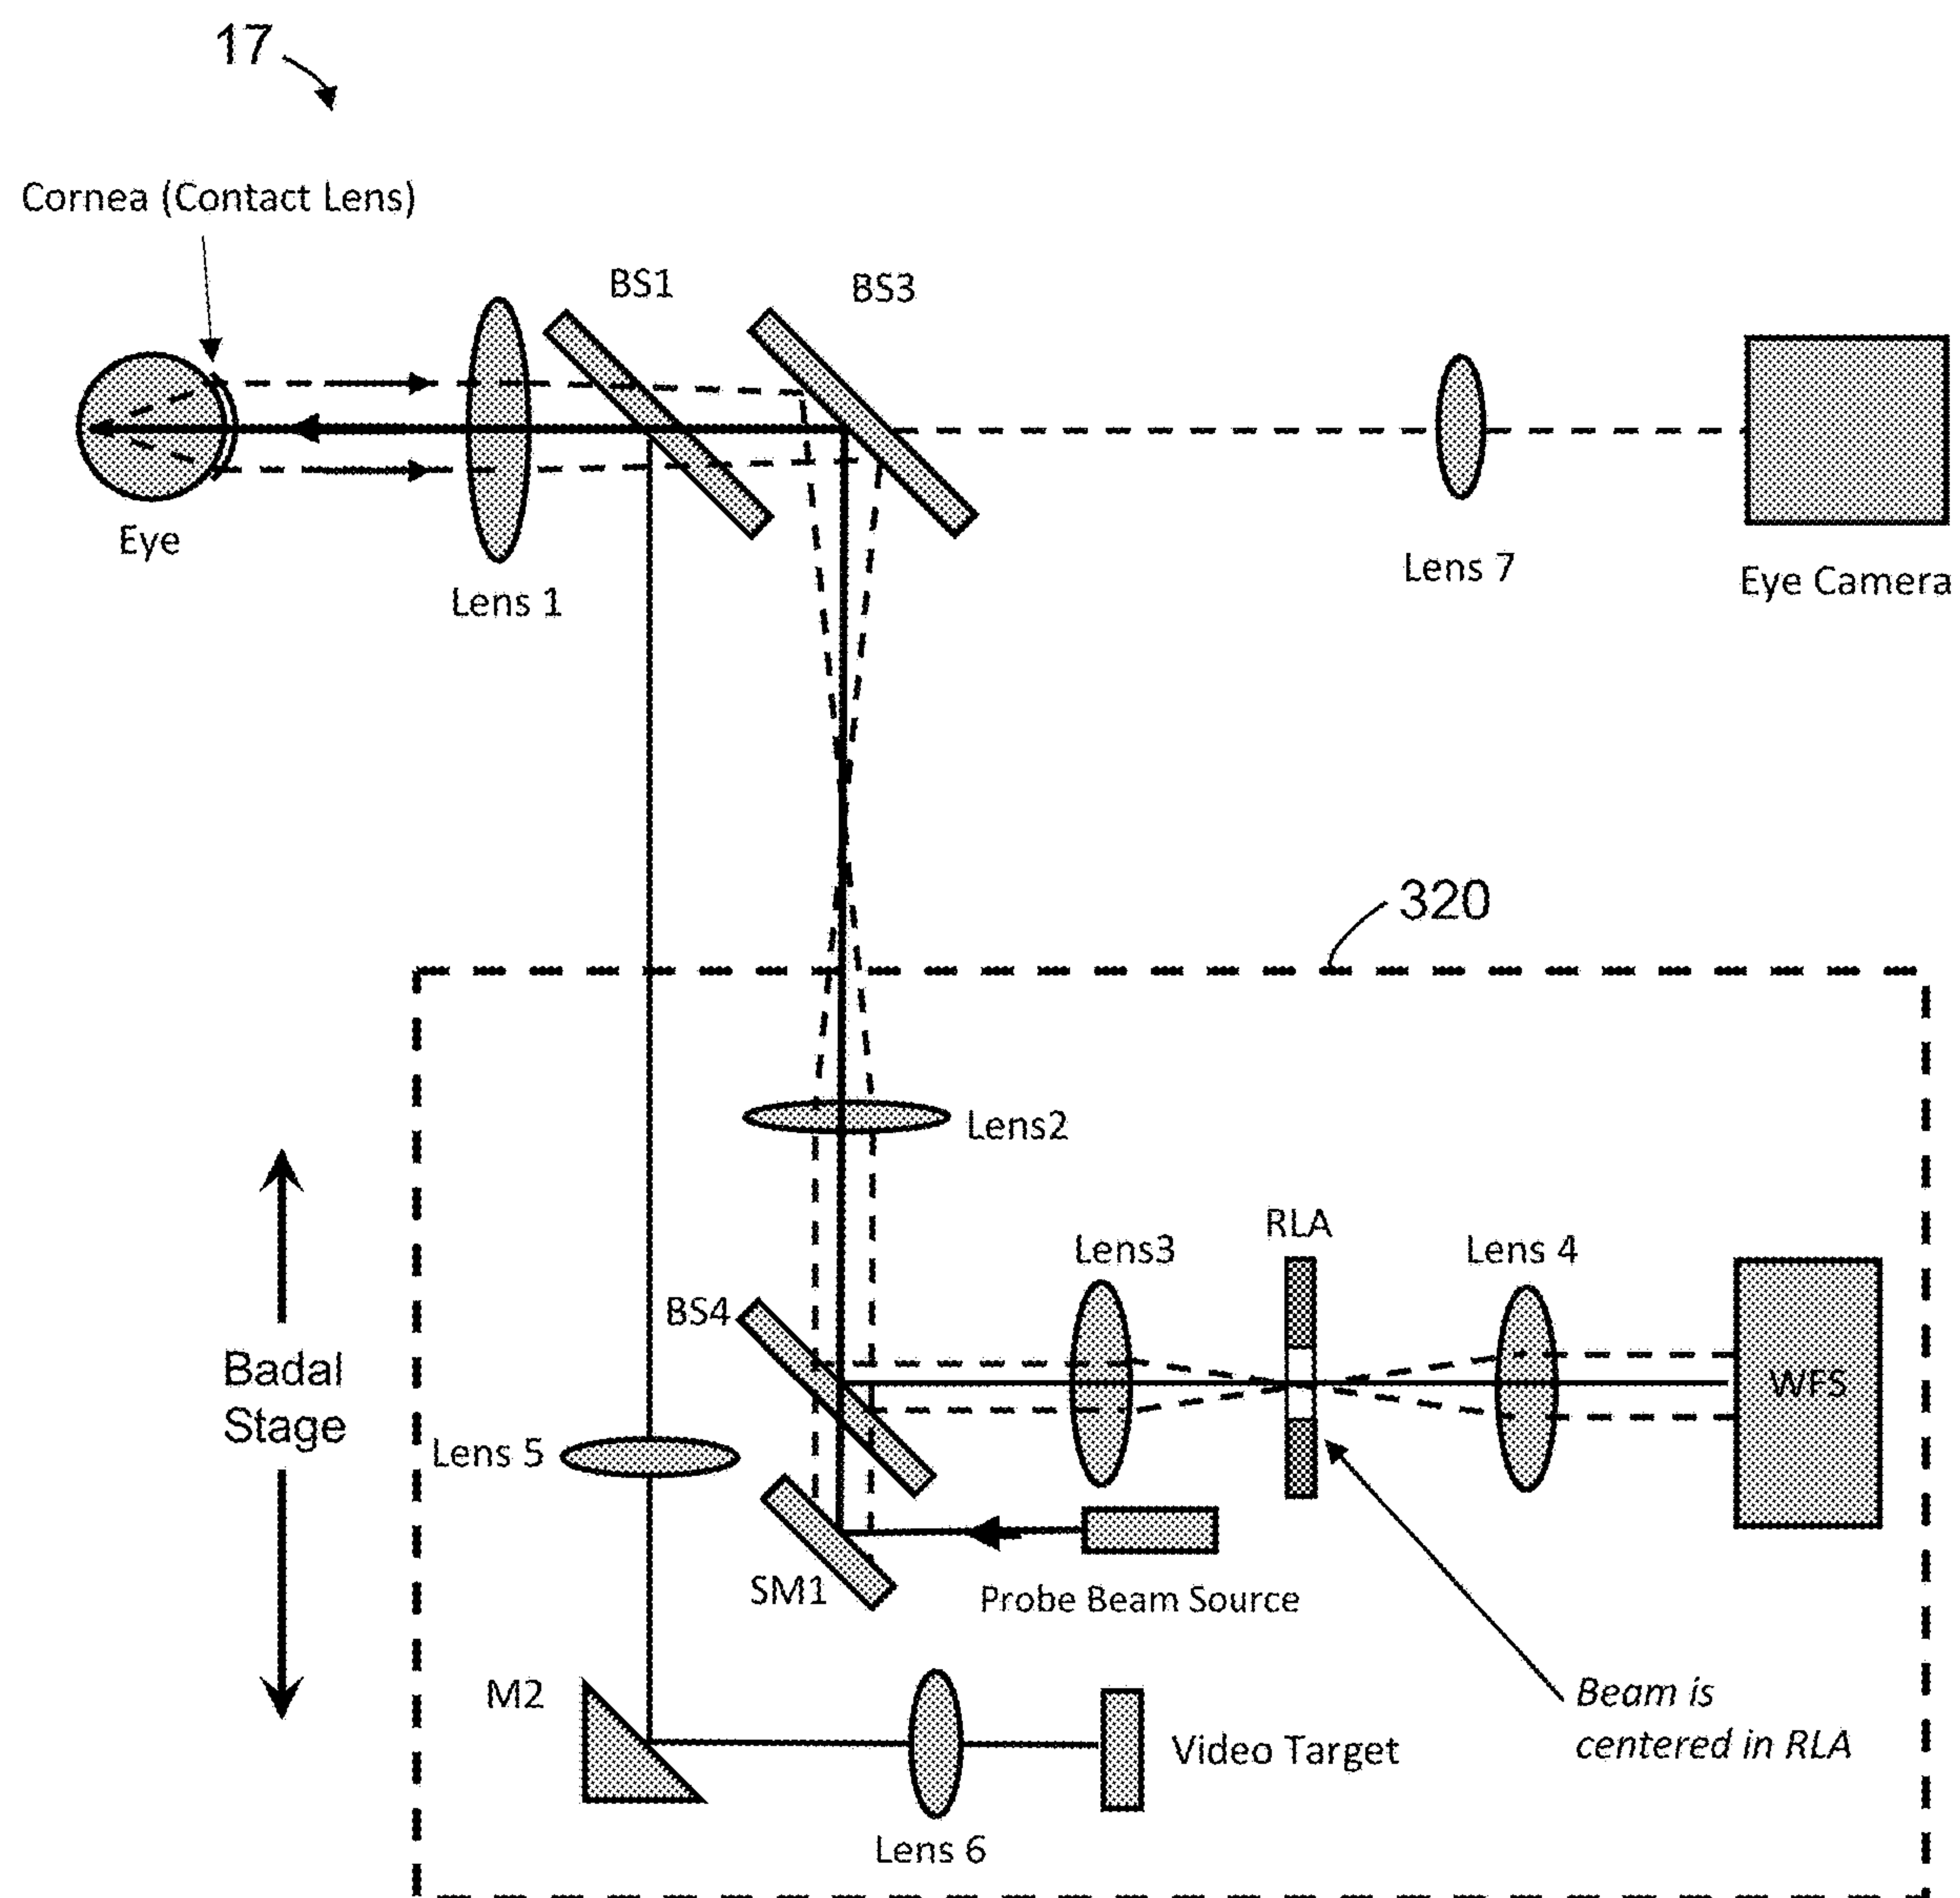 17
Cornea (Contact Lens)
BS1
BS3
Eye
Lens 1
Lens 7
Eye Camera
320
Lens2
RLA
Lens3
Lens 4
BS4
Badal
Stage
WFS
Lens 5
SM1
Probe Beam Source
M2
Beam is
centered in RLA
Video Target
Lens 6